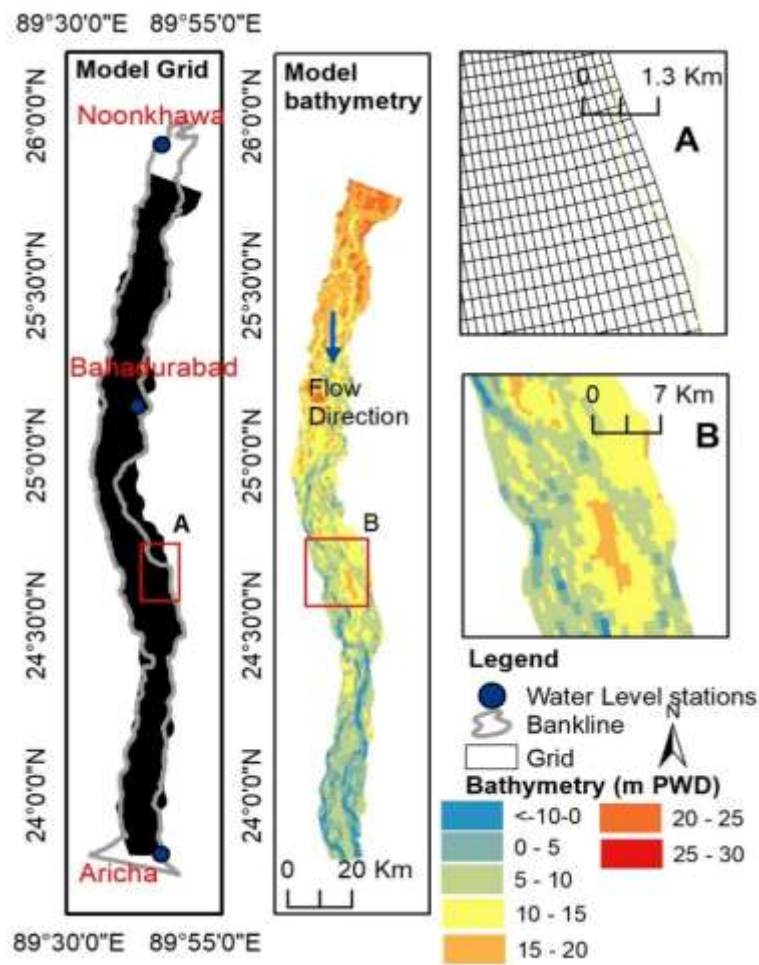 89°30'0"E 89°55'0"E
Model Grid
Noonkhawa
Bahadurabad
A
Aricha
26°0'0"N
25°30'0"N
25°0'0"N
24°30'0"N
24°0'0"N
89°30'0"E 89°55'0"E
Model
bathymetry
Flow
Direction
B
0 20 Km
26°0'0"N
25°30'0"N
25°0'0"N
24°30'0"N
24°0'0"N
0 1.3 Km
A
0 7 Km
B
Legend
Water Level stations
Bankline
Grid
N
Bathymetry (m PWD)
<-10-0
0 - 5
5 - 10
10 - 15
15 - 20
20 - 25
25 - 30